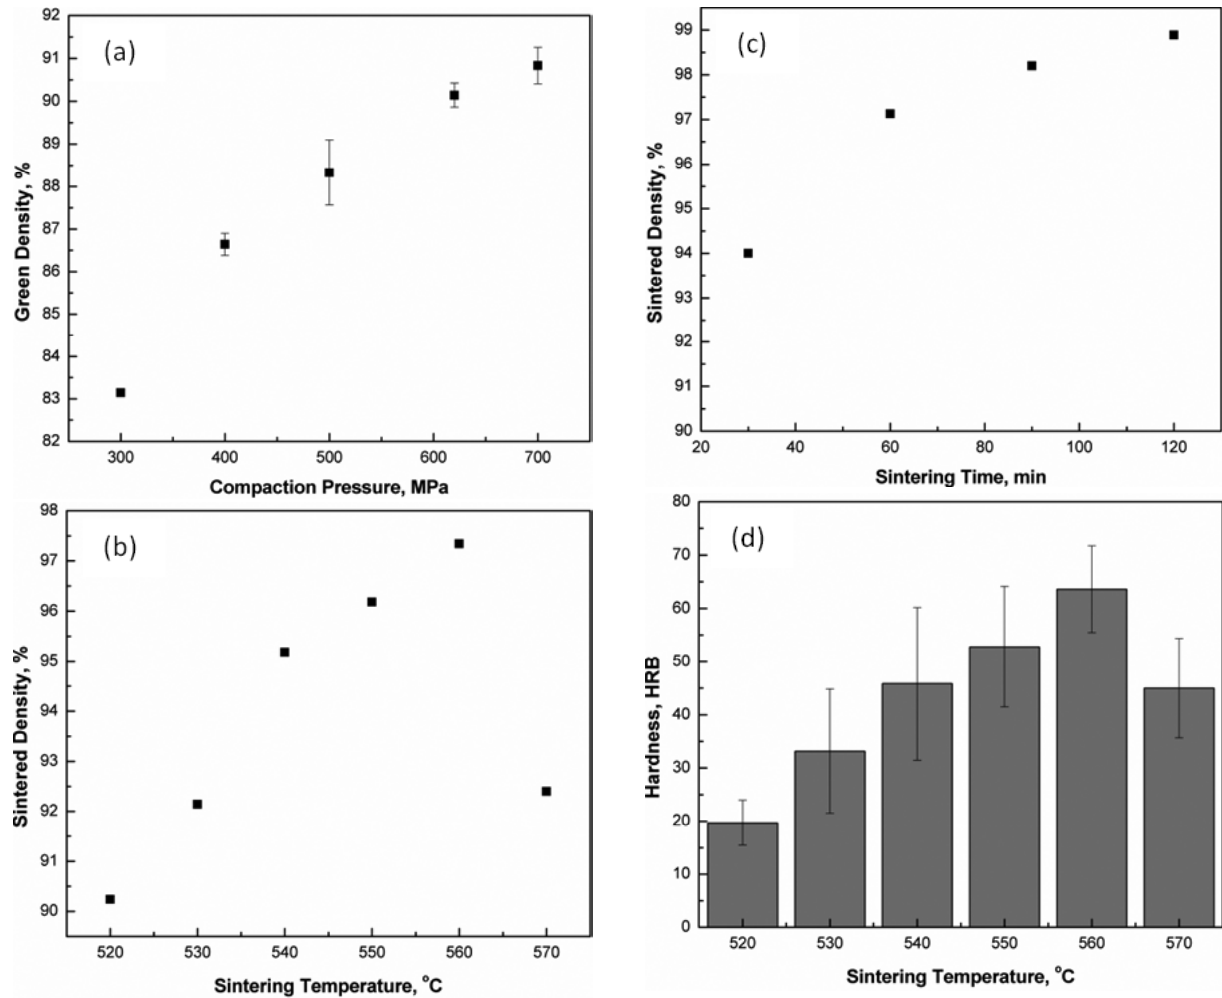 (a)
Green Density, %
92
91
90
89
88
87
86
85
84
83
82
300 400 500 600 700
Compaction Pressure, MPa
(c)
Sintered Density, %
99
98
97
96
95
94
93
92
91
90
20 40 60 80 100 120
Sintering Time, min
(b)
Sintered Density, %
98
97
96
95
94
93
92
91
90
520 530 540 550 560 570
Sintering Temperature, °C
(d)
Hardness, HRB
80
70
60
50
40
30
20
10
0
520 530 540 550 560 570
Sintering Temperature, °C